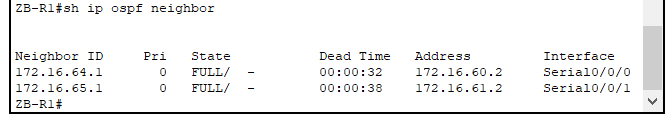 ZB-R1#sh ip ospf neighbor
Neighbor ID     Pri   State           Dead Time   Address         Interface
172.16.64.1       0   FULL/  -        00:00:32    172.16.60.2     Serial0/0/0
172.16.65.1       0   FULL/  -        00:00:38    172.16.61.2     Serial0/0/1
ZB-R1#